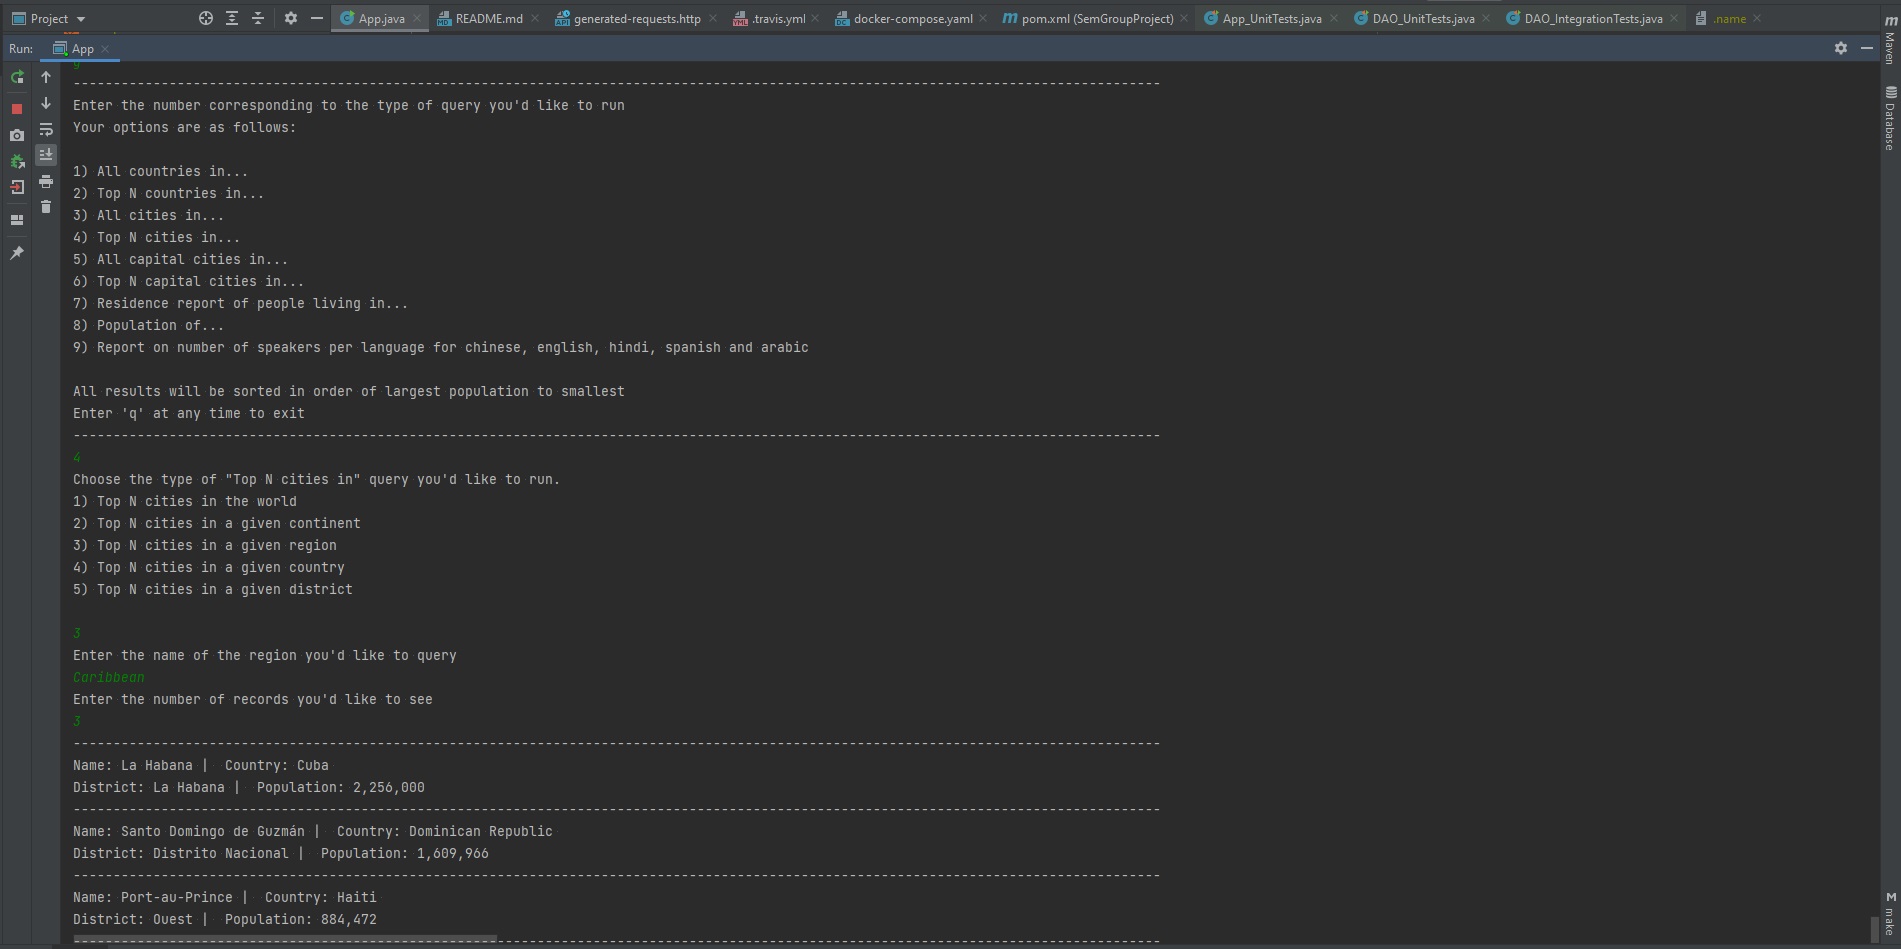 Project
App.java
README.md
generated-requests.http
.travis.yml
docker-compose.yaml
pom.xml (SemGroupProject)
App_UnitTests.java
DAO_UnitTests.java
DAO_IntegrationTests.java
.name
Run: App
Maven
Database
make
9
----------------------------------------------------------------------------------------------------------------------------------------
Enter the number corresponding to the type of query you'd like to run
Your options are as follows:
1) All countries in...
2) Top N countries in...
3) All cities in...
4) Top N cities in...
5) All capital cities in...
6) Top N capital cities in...
7) Residence report of people living in...
8) Population of...
9) Report on number of speakers per language for chinese, english, hindi, spanish and arabic
All results will be sorted in order of largest population to smallest
Enter 'q' at any time to exit
----------------------------------------------------------------------------------------------------------------------------------------
4
Choose the type of "Top N cities in" query you'd like to run.
1) Top N cities in the world
2) Top N cities in a given continent
3) Top N cities in a given region
4) Top N cities in a given country
5) Top N cities in a given district
3
Enter the name of the region you'd like to query
Caribbean
Enter the number of records you'd like to see
3
----------------------------------------------------------------------------------------------------------------------------------------
Name: La Habana |  Country: Cuba
District: La Habana |  Population: 2,256,000
----------------------------------------------------------------------------------------------------------------------------------------
Name: Santo Domingo de Guzmán |  Country: Dominican Republic
District: Distrito Nacional |  Population: 1,609,966
----------------------------------------------------------------------------------------------------------------------------------------
Name: Port-au-Prince |  Country: Haiti
District: Ouest |  Population: 884,472
----------------------------------------------------------------------------------------------------------------------------------------